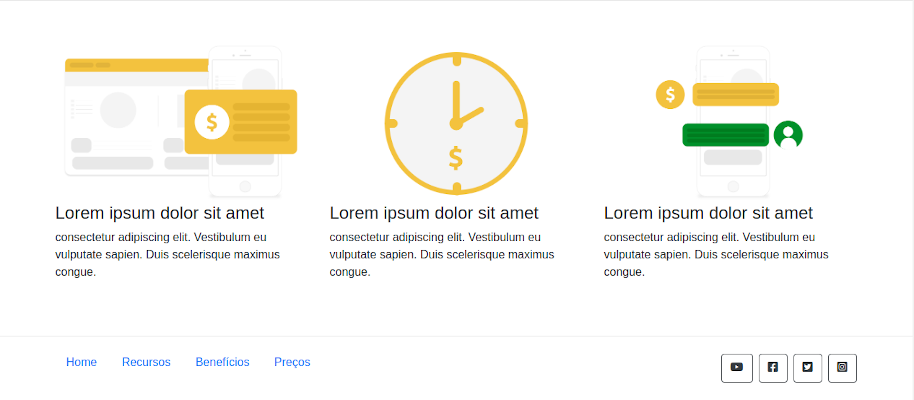 $
$
$
Lorem ipsum dolor sit amet
consectetur adipiscing elit. Vestibulum eu
vulputate sapien. Duis scelerisque maximus
congue.
Lorem ipsum dolor sit amet
consectetur adipiscing elit. Vestibulum eu
vulputate sapien. Duis scelerisque maximus
congue.
Lorem ipsum dolor sit amet
consectetur adipiscing elit. Vestibulum eu
vulputate sapien. Duis scelerisque maximus
congue.
Home Recursos Benefícios Preços